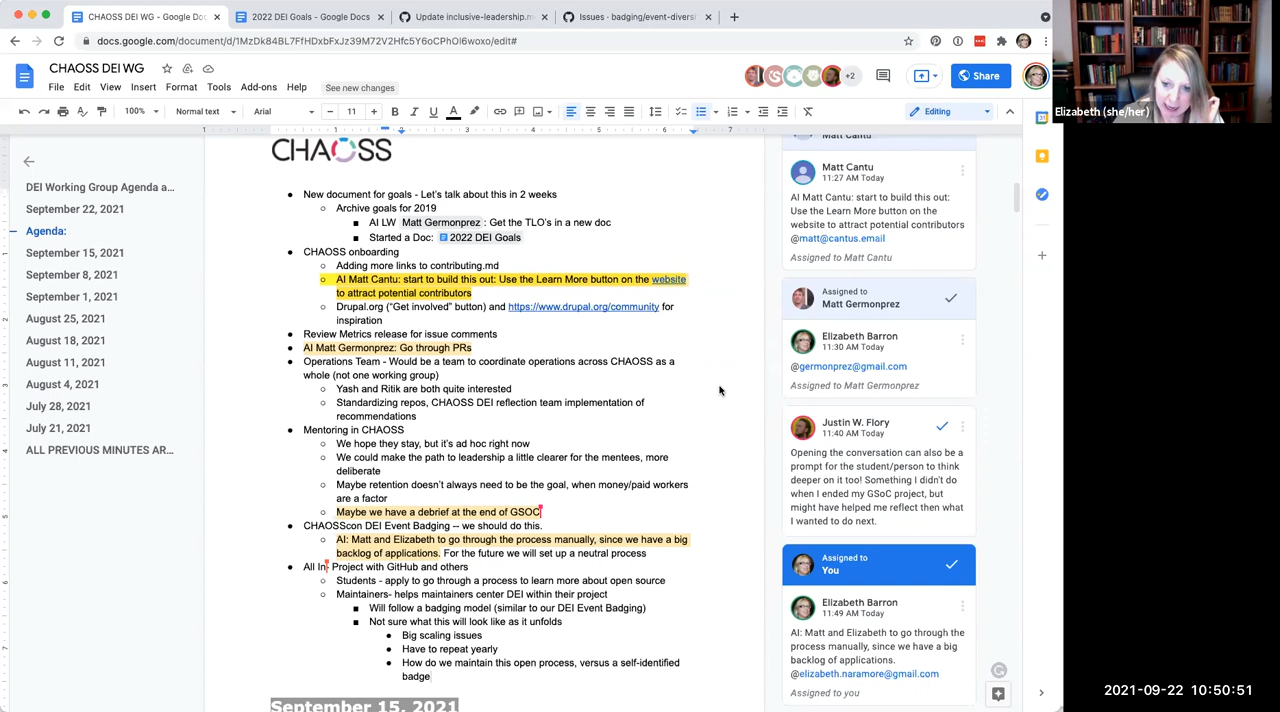 CHAOSS DEI WG - Google Doc
2022 DEI Goals - Google Docs
Update inclusive-leadership.m
Issues · badging/event-divers
docs.google.com/document/d/1MzDk84BL7FfHDxbFxJz39M72V2Hfc5Y6oCPhOl6woxo/edit#
CHAOSS DEI WG
File Edit View Insert Format Tools Add-ons Help
See new changes
+2
Share
100%
Normal text
Arial
11
Editing
Elizabeth (she/her)
DEI Working Group Agenda a...
September 22, 2021
Agenda:
September 15, 2021
September 8, 2021
September 1, 2021
August 25, 2021
August 18, 2021
August 11, 2021
August 4, 2021
July 28, 2021
July 21, 2021
ALL PREVIOUS MINUTES AR...
CHAOSS
New document for goals - Let's talk about this in 2 weeks
Archive goals for 2019
AI LW Matt Germonprez : Get the TLO's in a new doc
Started a Doc: 2022 DEI Goals
CHAOSS onboarding
Adding more links to contributing.md
AI Matt Cantu: start to build this out: Use the Learn More button on the website
to attract potential contributors
Drupal.org ("Get involved" button) and https://www.drupal.org/community for
inspiration
Review Metrics release for issue comments
AI Matt Germonprez: Go through PRs
Operations Team - Would be a team to coordinate operations across CHAOSS as a
whole (not one working group)
Yash and Ritik are both quite interested
Standardizing repos, CHAOSS DEI reflection team implementation of
recommendations
Mentoring in CHAOSS
We hope they stay, but it's ad hoc right now
We could make the path to leadership a little clearer for the mentees, more
deliberate
Maybe retention doesn't always need to be the goal, when money/paid workers
are a factor
Maybe we have a debrief at the end of GSOC
CHAOSScon DEI Event Badging -- we should do this.
AI: Matt and Elizabeth to go through the process manually, since we have a big
backlog of applications. For the future we will set up a neutral process
All In- Project with GitHub and others
Students - apply to go through a process to learn more about open source
Maintainers- helps maintainers center DEI within their project
Will follow a badging model (similar to our DEI Event Badging)
Not sure what this will look like as it unfolds
Big scaling issues
Have to repeat yearly
How do we maintain this open process, versus a self-identified
badge
September 15, 2021
Matt Cantu
Matt Cantu
11:27 AM Today
AI Matt Cantu: start to build this out:
Use the Learn More button on the
website to attract potential contributors
@matt@cantus.email
Assigned to Matt Cantu
Assigned to
Matt Germonprez
Elizabeth Barron
11:30 AM Today
@germonprez@gmail.com
Assigned to Matt Germonprez
Justin W. Flory
11:40 AM Today
Opening the conversation can also be a
prompt for the student/person to think
deeper on it too! Something I didn't do
when I ended my GSoC project, but
might have helped me reflect then what
I wanted to do next.
Assigned to
You
Elizabeth Barron
11:49 AM Today
AI: Matt and Elizabeth to go through the
process manually, since we have a big
backlog of applications.
@elizabeth.naramore@gmail.com
Assigned to you
2021-09-22 10:50:51